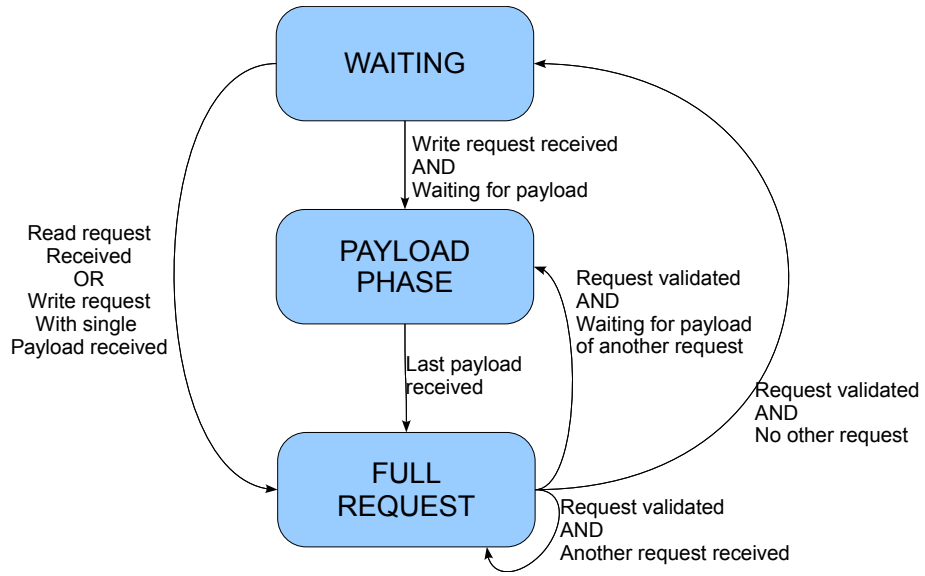 WAITING
Write request received
AND
Waiting for payload
Read request
Received
OR
Write request
With single
Payload received
PAYLOAD
PHASE
Request validated
AND
Waiting for payload
of another request
Last payload
received
Request validated
AND
No other request
FULL
REQUEST
Request validated
AND
Another request received